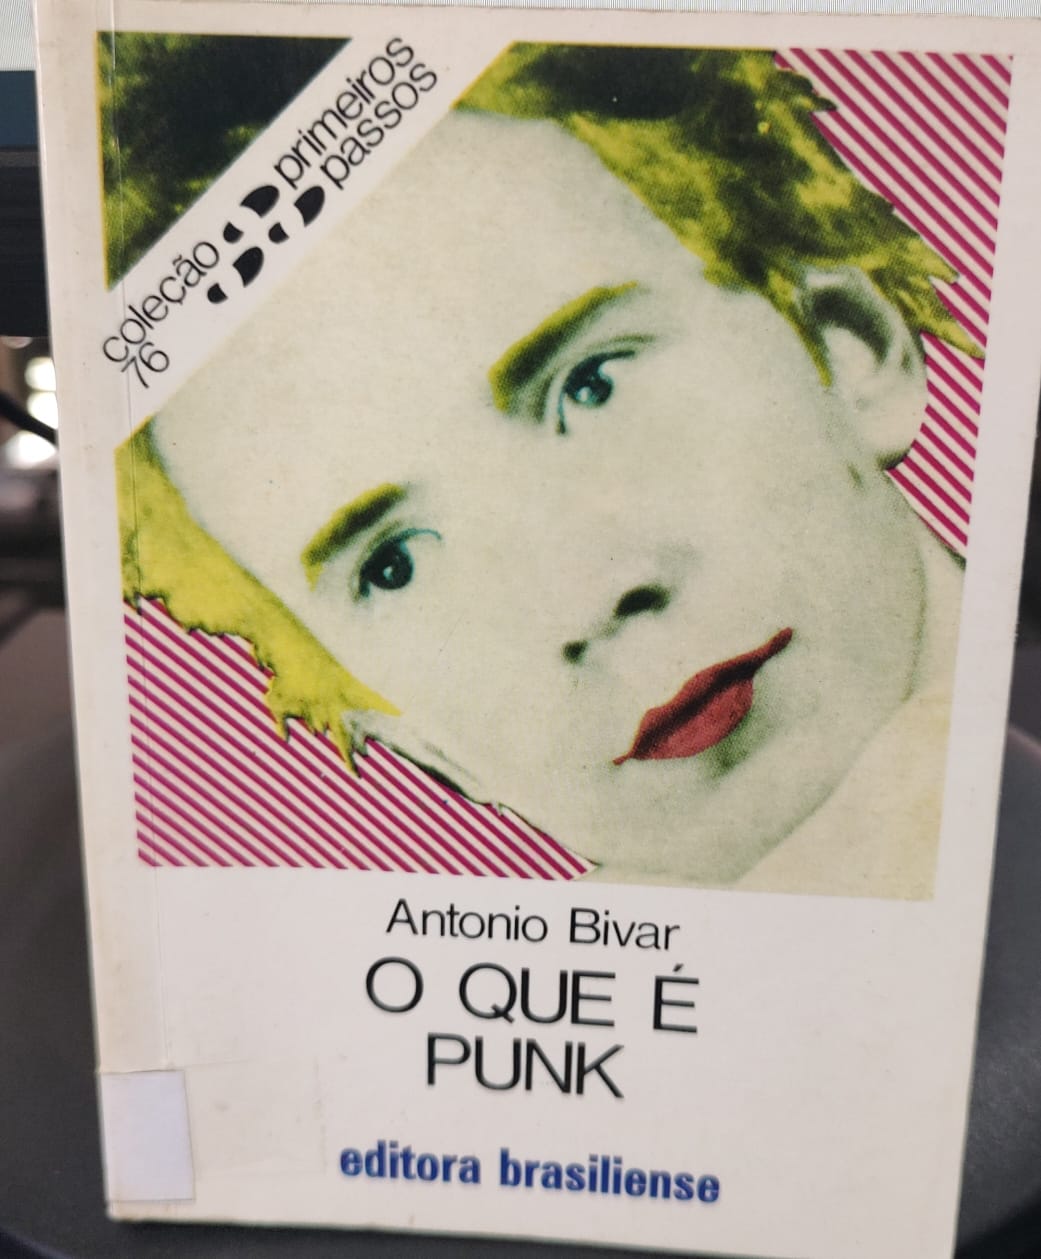 coleção primeiros
76 passos
Antonio Bivar
O QUE É
PUNK
editora brasiliense